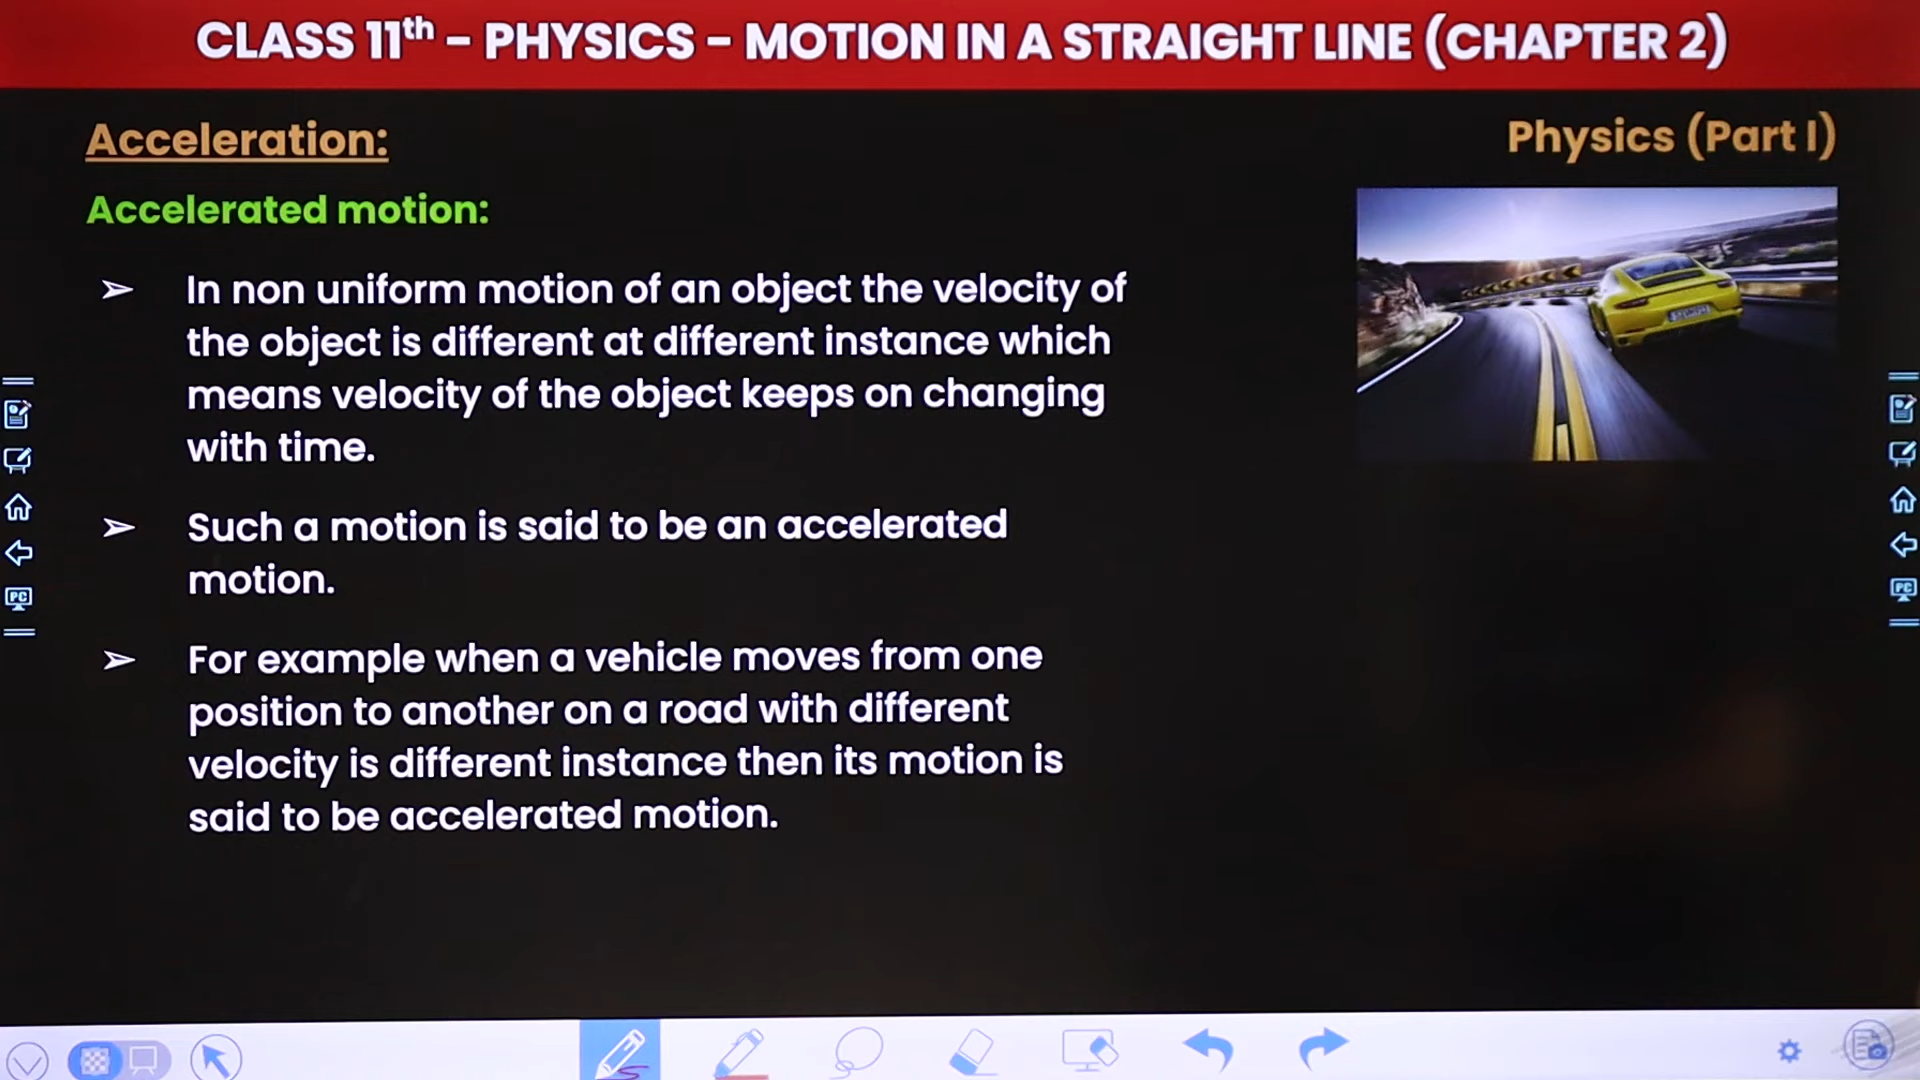 CLASS 11th - PHYSICS - MOTION IN A STRAIGHT LINE (CHAPTER 2)
Acceleration:
Physics (Part I)
Accelerated motion:
➢ In non uniform motion of an object the velocity of
the object is different at different instance which
means velocity of the object keeps on changing
with time.
➢ Such a motion is said to be an accelerated
motion.
➢ For example when a vehicle moves from one
position to another on a road with different
velocity is different instance then its motion is
said to be accelerated motion.
PC
PC